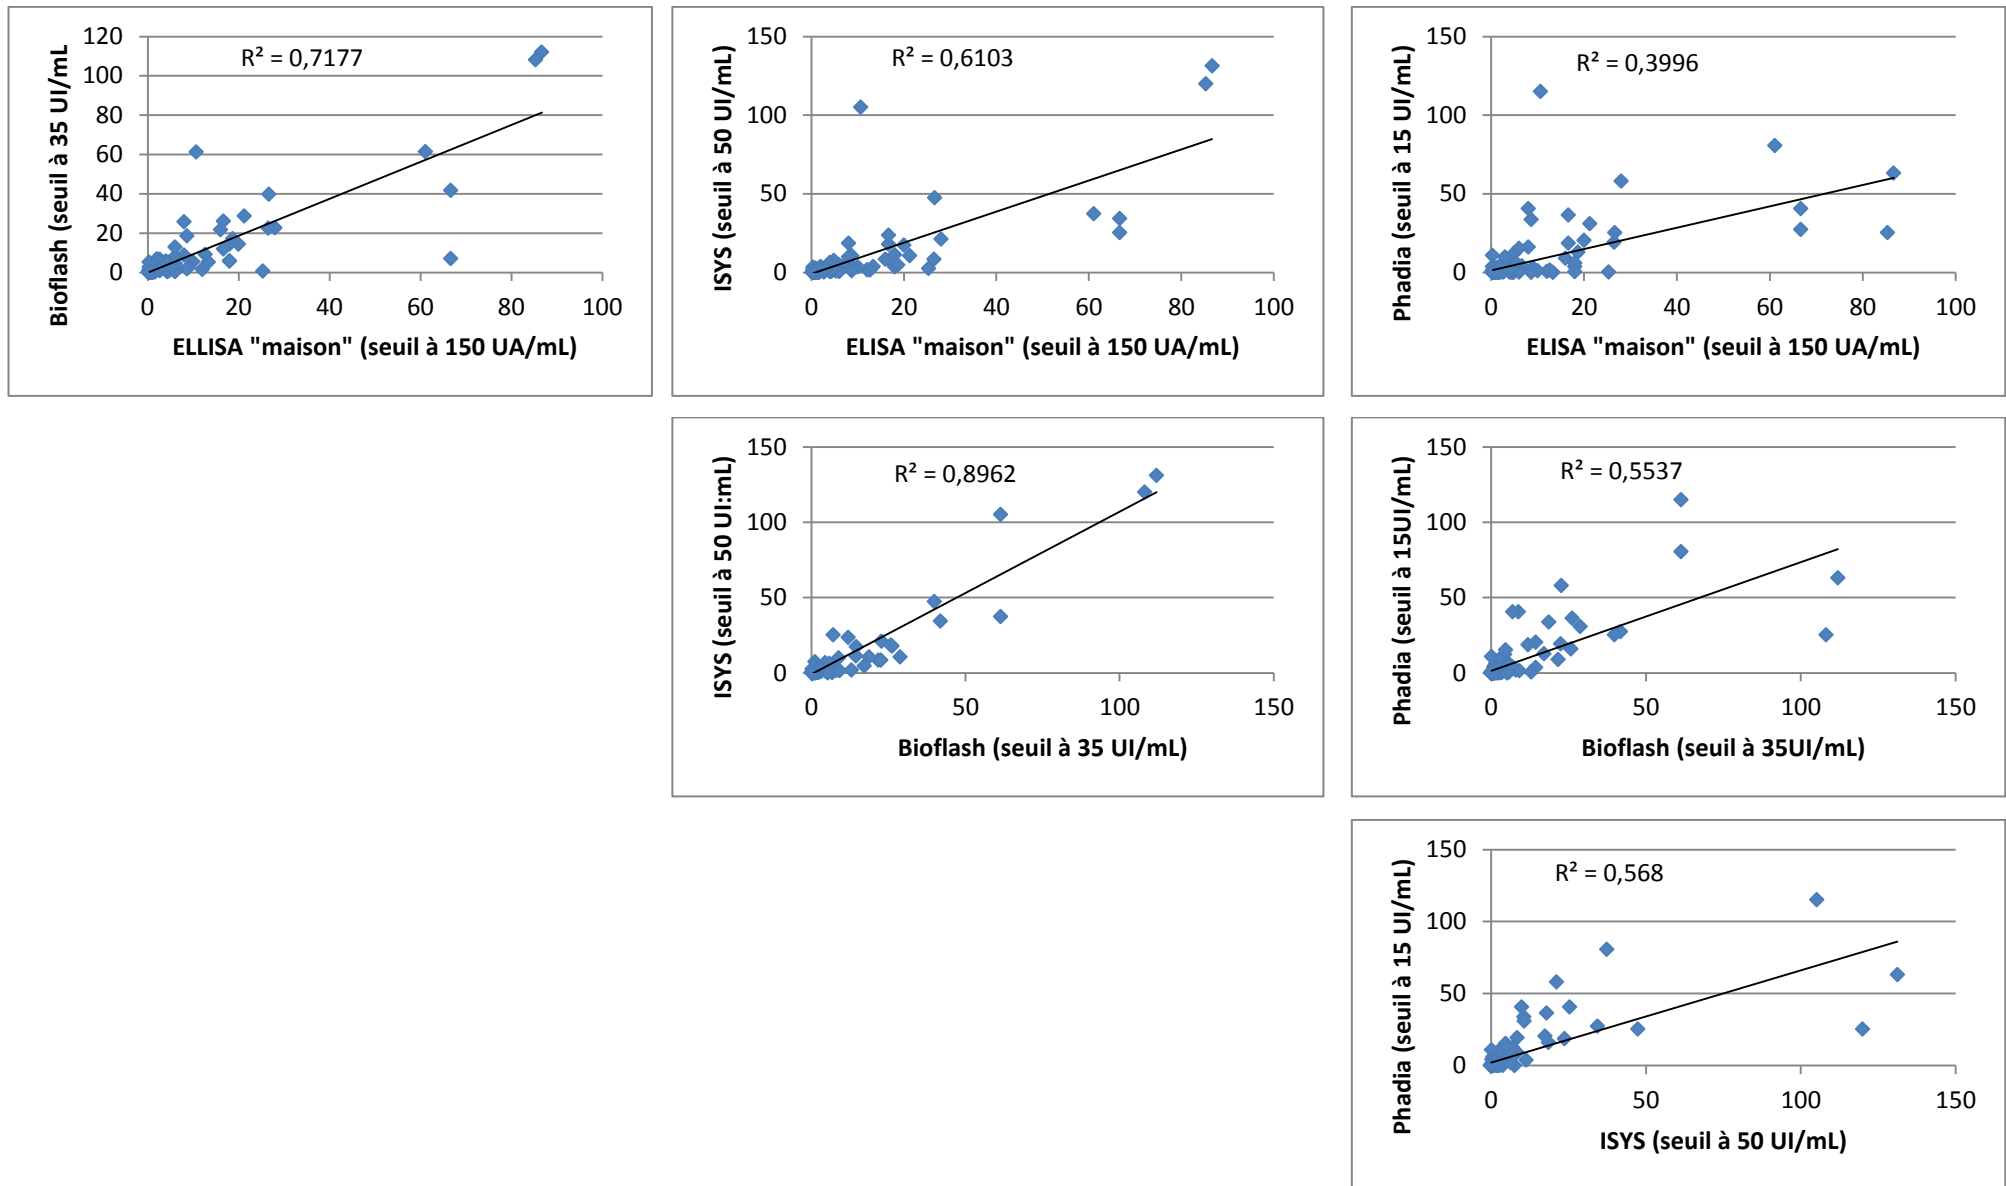 Bioflash (seuil à 35 UI/mL
120
100
80
60
40
20
0
R² = 0,7177
0 20 40 60 80 100
ELLISA "maison" (seuil à 150 UA/mL)
ISYS (seuil à 50 UI/mL)
150
100
50
0
R² = 0,6103
0 20 40 60 80 100
ELISA "maison" (seuil à 150 UA/mL)
Phadia (seuil à 15 UI/mL)
150
100
50
0
R² = 0,3996
0 20 40 60 80 100
ELISA "maison" (seuil à 150 UA/mL)
ISYS (seuil à 50 UI:mL)
150
100
50
0
R² = 0,8962
0 50 100 150
Bioflash (seuil à 35 UI/mL)
Phadia (seuil à 15UI/mL)
150
100
50
0
R² = 0,5537
0 50 100 150
Bioflash (seuil à 35UI/mL)
Phadia (seuil à 15 UI/mL)
150
100
50
0
R² = 0,568
0 50 100 150
ISYS (seuil à 50 UI/mL)